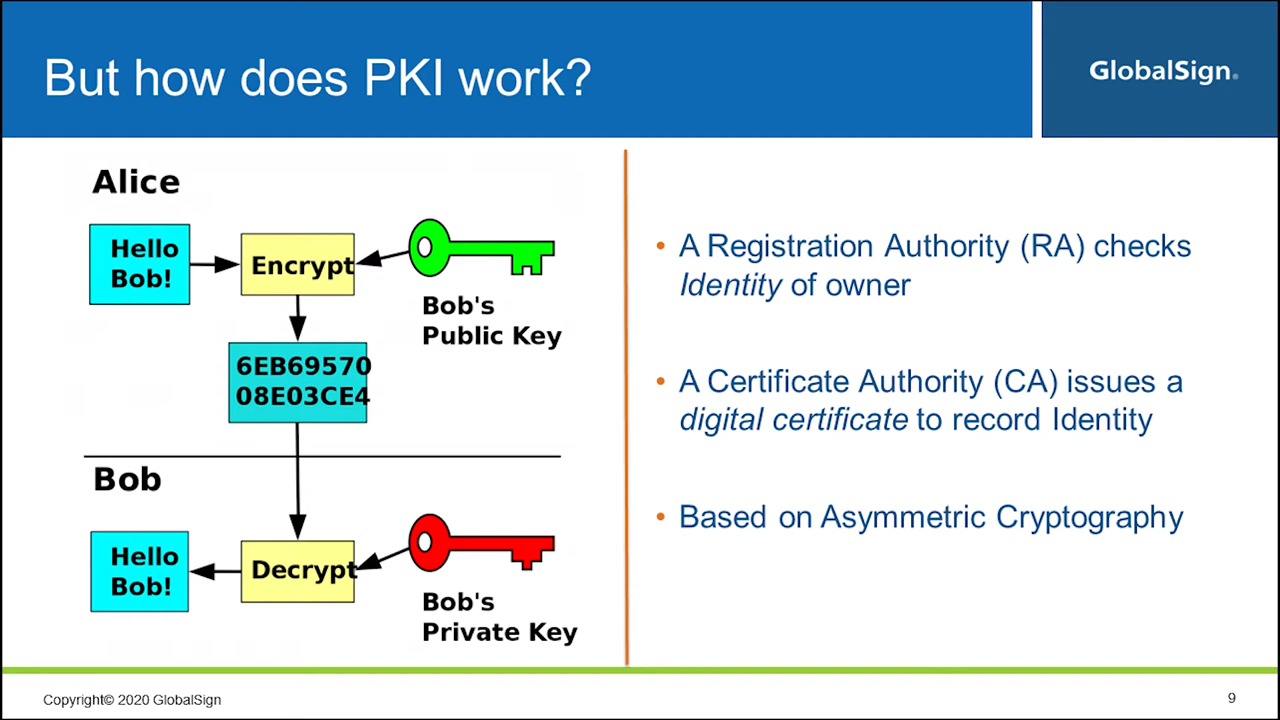 But how does PKI work?
GlobalSign®
Alice
Hello
Bob!
Encrypt
Bob's
Public Key
6EB69570
08E03CE4
Bob
Hello
Bob!
Decrypt
Bob's
Private Key
• A Registration Authority (RA) checks
Identity of owner
• A Certificate Authority (CA) issues a
digital certificate to record Identity
• Based on Asymmetric Cryptography
Copyright© 2020 GlobalSign
9